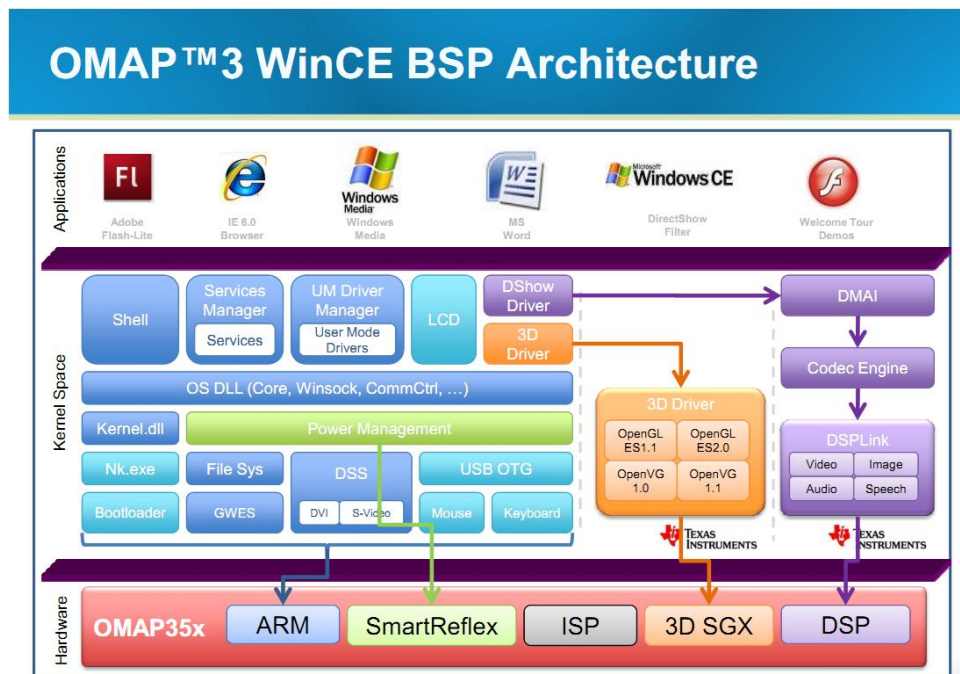 OMAP™3 WinCE BSP Architecture
Applications
Fl
Adobe
Flash-Lite
IE 6.0
Browser
Windows
Media
Windows
Media
W
MS
Word
Microsoft
Windows CE
DirectShow
Filter
Welcome Tour
Demos
Kernel Space
Shell
Services
Manager
Services
UM Driver
Manager
User Mode
Drivers
LCD
DShow
Driver
3D
Driver
DMAI
Codec Engine
OS DLL (Core, Winsock, CommCtrl, …)
Kernel.dll
Power Management
Nk.exe
File Sys
DSS
USB OTG
Bootloader
GWES
DVI
S-Video
Mouse
Keyboard
3D Driver
OpenGL
ES1.1
OpenGL
ES2.0
OpenVG
1.0
OpenVG
1.1
TEXAS
INSTRUMENTS
DSPLink
Video
Image
Audio
Speech
TEXAS
INSTRUMENTS
Hardware
OMAP35x
ARM
SmartReflex
ISP
3D SGX
DSP